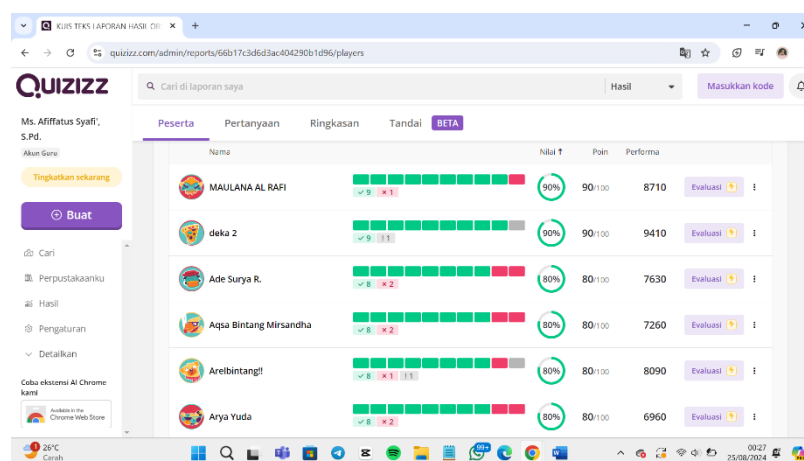 KUIS TEKS LAPORAN HASIL OB
quizizz.com/admin/reports/66b17c3d6d3ac404290b1d96/players
QUIZIZZ
Cari di laporan saya
Hasil
Masukkan kode
Ms. Afiffatus Syafi',
S.Pd.
Akun Guru
Tingkatkan sekarang
Buat
Cari
Perpustakaanku
Hasil
Pengaturan
Detailkan
Coba ekstensi AI Chrome
kami
Available in the
Chrome Web Store
Peserta Pertanyaan Ringkasan Tandai BETA
Nama Nilai ↑ Poin Performa
MAULANA AL RAFI ✓ 9 × 1 90% 90/100 8710 Evaluasi
deka 2 ✓ 9 ! 1 90% 90/100 9410 Evaluasi
Ade Surya R. ✓ 8 × 2 80% 80/100 7630 Evaluasi
Aqsa Bintang Mirsandha ✓ 8 × 2 80% 80/100 7260 Evaluasi
Arelbintang!! ✓ 8 × 1 ! 1 80% 80/100 8090 Evaluasi
Arya Yuda ✓ 8 × 2 80% 80/100 6960 Evaluasi
1
26°C
Cerah
99+
00:27
25/08/2024